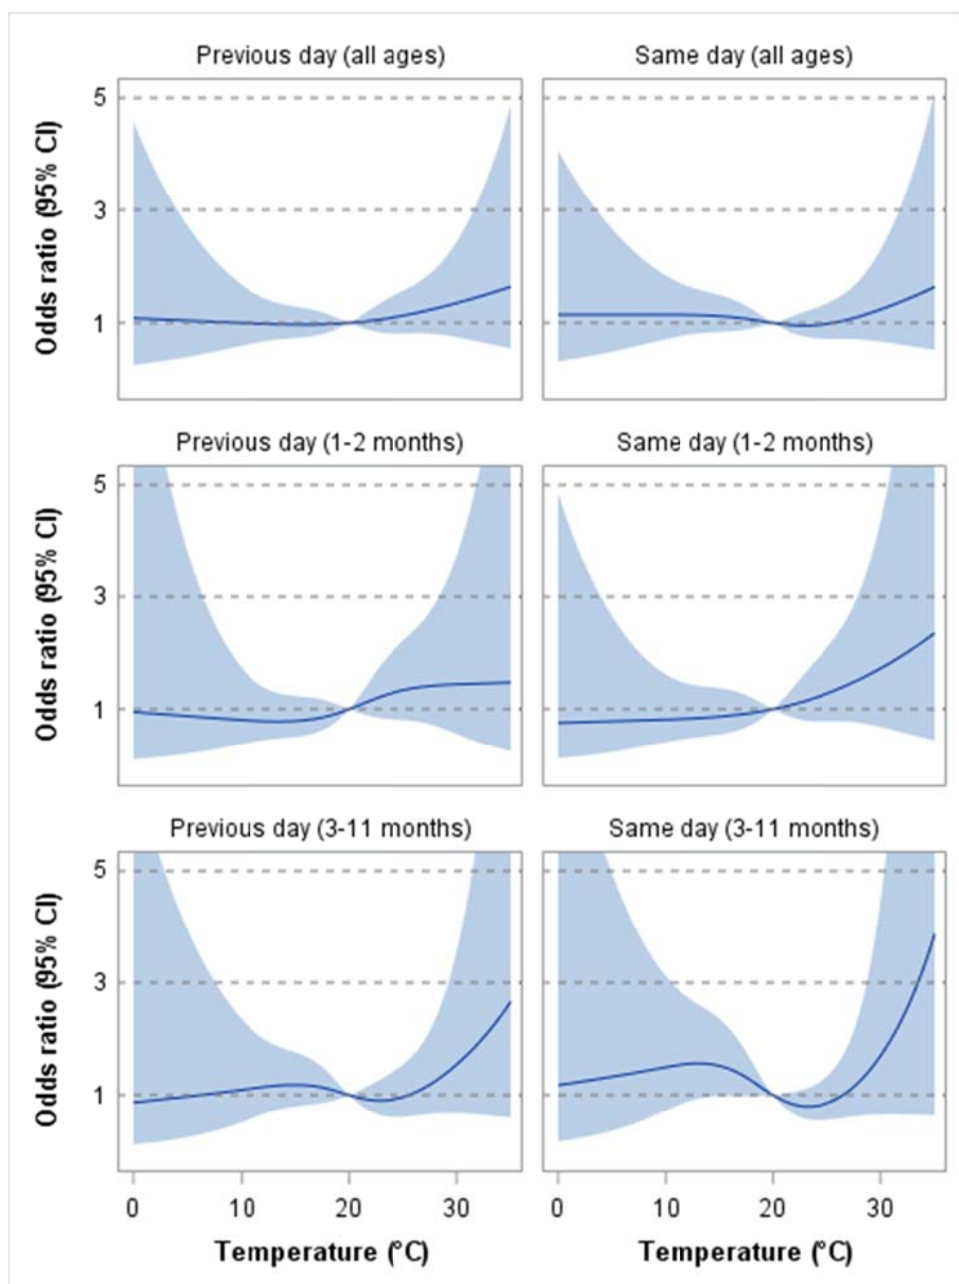 Previous day (all ages)
Same day (all ages)
Odds ratio (95% CI)
5
3
1
Previous day (1-2 months)
Same day (1-2 months)
Odds ratio (95% CI)
5
3
1
Previous day (3-11 months)
Same day (3-11 months)
Odds ratio (95% CI)
5
3
1
0 10 20 30
0 10 20 30
Temperature (°C)
Temperature (°C)